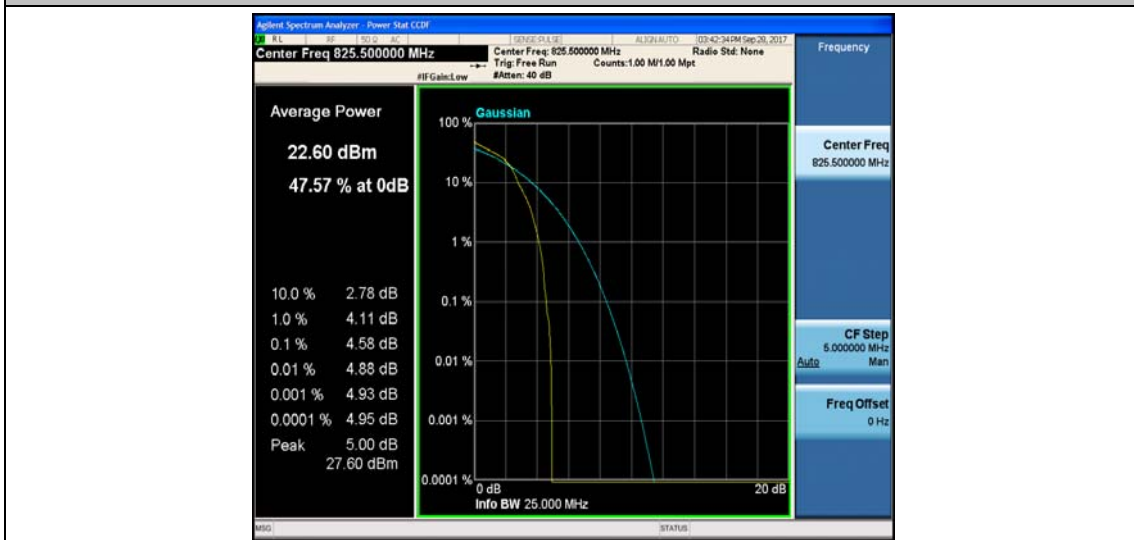 Agilent Spectrum Analyzer - Power Stat CCDF
RL RF 50 Ω AC SENSE:PULSE ALIGN AUTO 03:42:34 PM Sep 20, 2017
Center Freq 825.500000 MHz
Center Freq: 825.500000 MHz Radio Std: None
Trig: Free Run Counts:1.00 M/1.00 Mpt
#IFGain:Low #Atten: 40 dB
Frequency
Average Power
22.60 dBm
47.57 % at 0dB
10.0 % 2.78 dB
1.0 % 4.11 dB
0.1 % 4.58 dB
0.01 % 4.88 dB
0.001 % 4.93 dB
0.0001 % 4.95 dB
Peak 5.00 dB
27.60 dBm
Gaussian
100 %
10 %
1 %
0.1 %
0.01 %
0.001 %
0.0001 %
0 dB 20 dB
Info BW 25.000 MHz
Center Freq
825.500000 MHz
CF Step
5.000000 MHz
Auto Man
Freq Offset
0 Hz
MSG STATUS